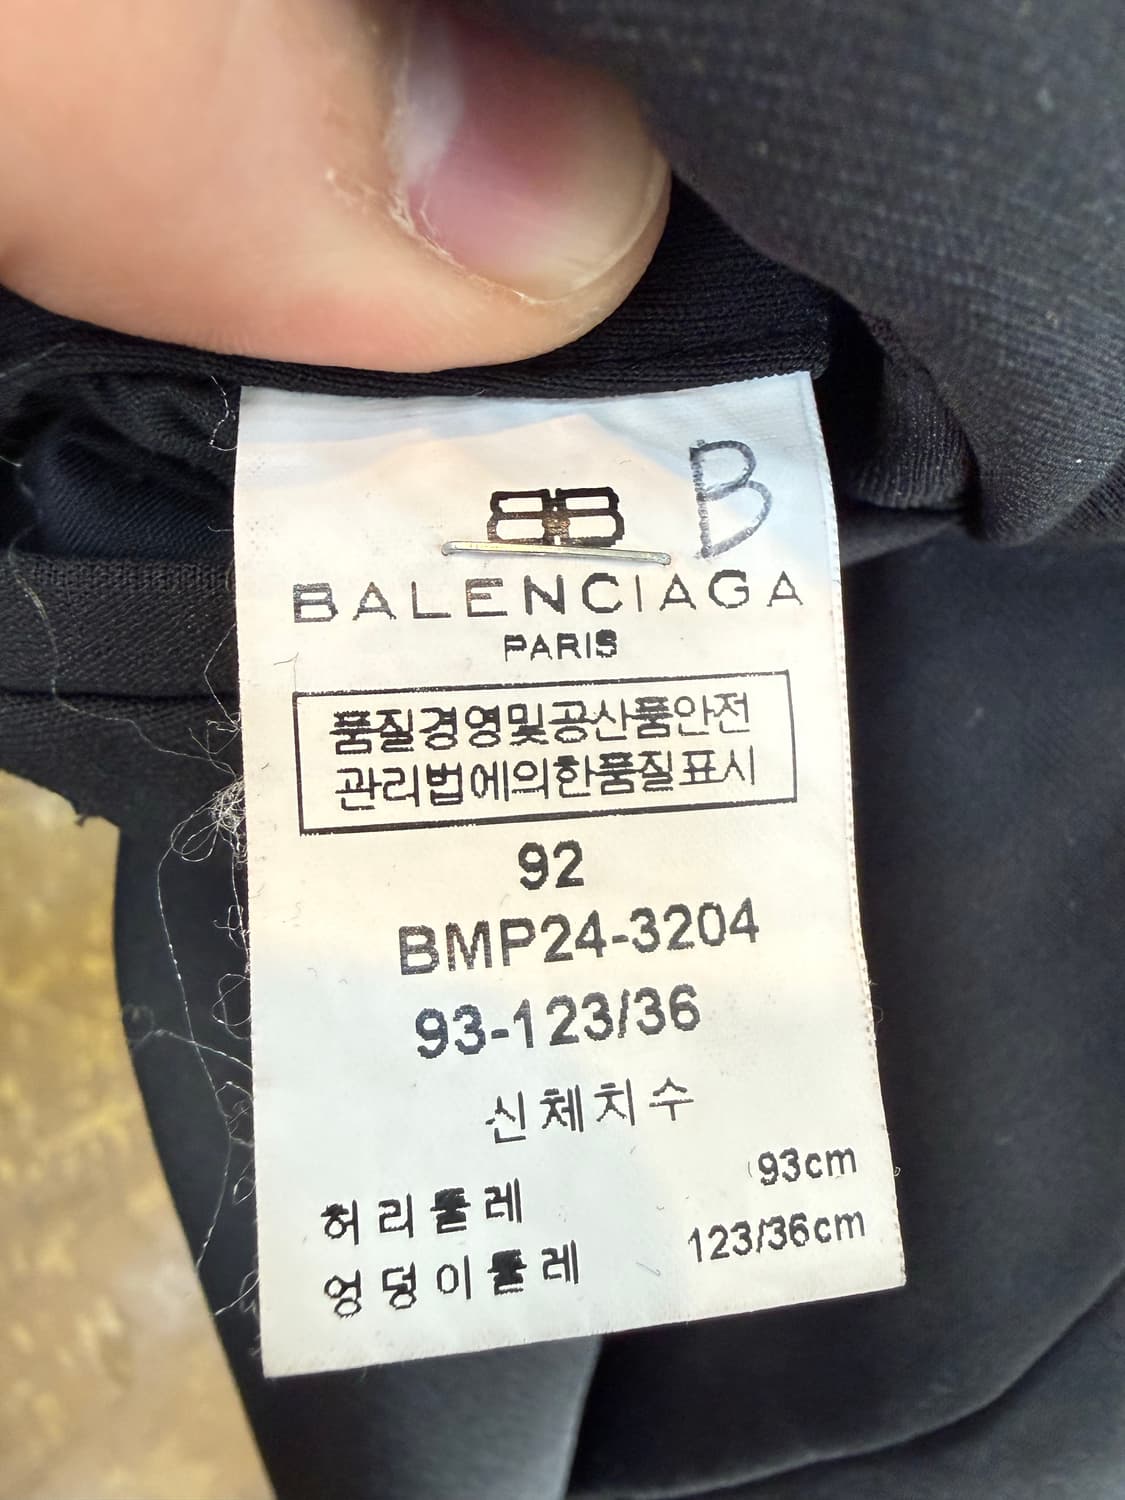 BB B
BALENCIAGA
PARIS
품질경영및공산품안전
관리법에의한품질표시
92
BMP24-3204
93-123/36
신체치수
허리둘레 93cm
엉덩이둘레 123/36cm